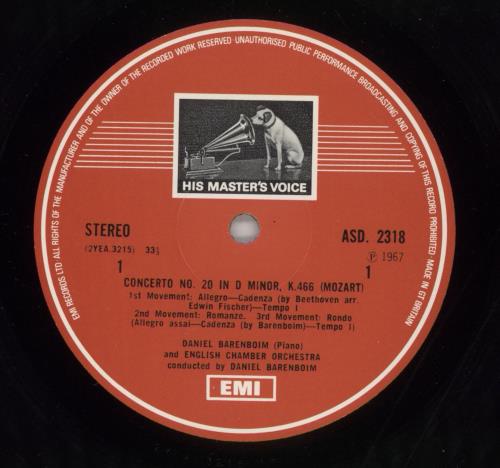 EMI RECORDS LTD ALL RIGHTS OF THE MANUFACTURER AND OF THE OWNER OF THE RECORDED WORK RESERVED·UNAUTHORISED PUBLIC PERFORMANCE BROADCASTING AND COPYING OF THIS RECORD PROHIBITED·MADE IN GT BRITAIN
HIS MASTER'S VOICE
STEREO
(2YEA.3215) 33⅓
1
ASD. 2318
Ⓟ 1967
1
CONCERTO NO. 20 IN D MINOR, K.466 (MOZART)
1st Movement: Allegro—Cadenza (by Beethoven arr.
Edwin Fischer)—Tempo I
2nd Movement: Romanze. 3rd Movement: Rondo
(Allegro assai—Cadenza (by Barenboim)—Tempo I)
DANIEL BARENBOIM (Piano)
and ENGLISH CHAMBER ORCHESTRA
conducted by DANIEL BARENBOIM
EMI